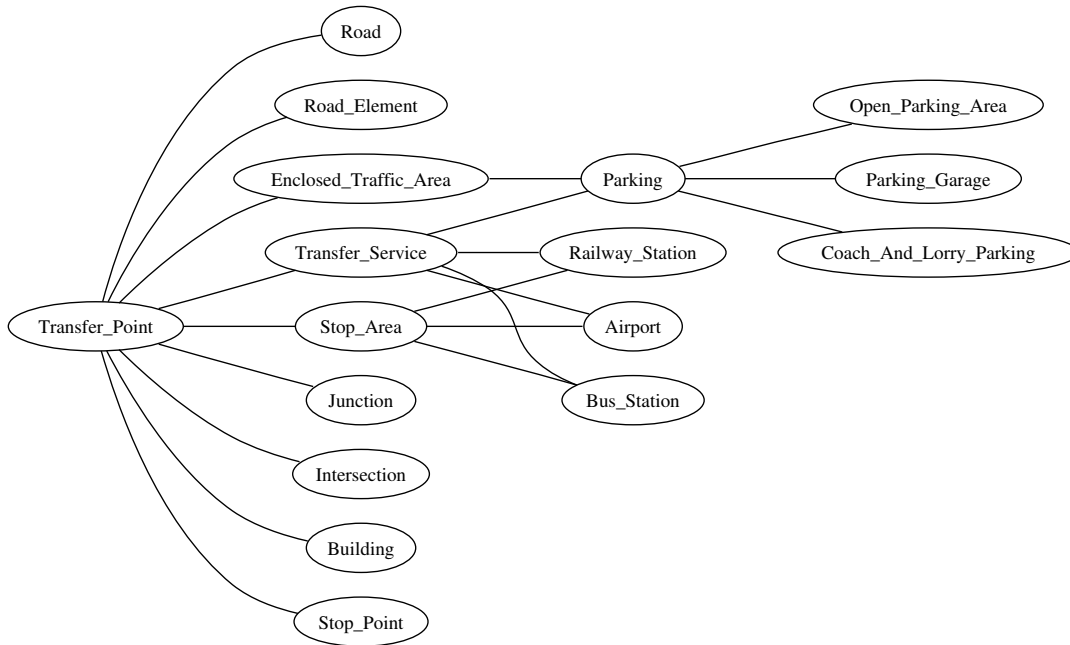 Road
Road_Element
Open_Parking_Area
Enclosed_Traffic_Area
Parking
Parking_Garage
Transfer_Service
Railway_Station
Coach_And_Lorry_Parking
Transfer_Point
Stop_Area
Airport
Junction
Bus_Station
Intersection
Building
Stop_Point